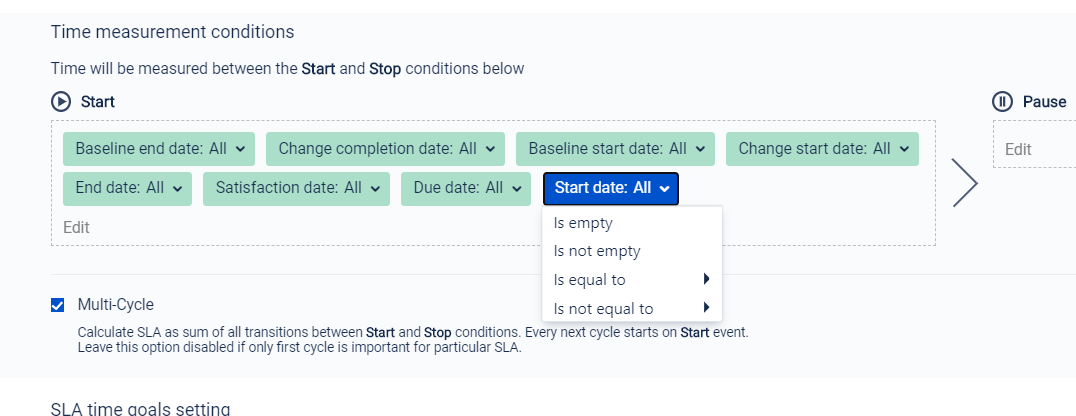 Time measurement conditions
Time will be measured between the Start and Stop conditions below
Start
Baseline end date: All
Change completion date: All
Baseline start date: All
Change start date: All
End date: All
Satisfaction date: All
Due date: All
Start date: All
Edit
Is empty
Is not empty
Is equal to
Is not equal to
Pause
Edit
Multi-Cycle
Calculate SLA as sum of all transitions between Start and Stop conditions. Every next cycle starts on Start event.
Leave this option disabled if only first cycle is important for particular SLA.
SLA time goals setting